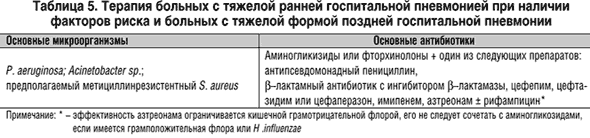 Таблица 5. Терапия больных с тяжелой ранней госпитальной пневмонией при наличии
факторов риска и больных с тяжелой формой поздней госпитальной пневмонии
Основные микроорганизмы
Основные антибиотики
P. aeruginosa; Acinetobacter sp.;
предполагаемый метициллинрезистентный S. aureus
Аминогликизиды или фторхинолоны + один из следующих препаратов:
антипсевдомонадный пенициллин,
β–лактамный антибиотик с ингибитором β–лактамазы, цефепим, цефта-
зидим или цефаперазон, имипенем, азтреонам ± рифампицин*
Примечание: * – эффективность азтреонама ограничивается кишечной грамотрицательной флорой, его не следует сочетать с аминогликозидами,
если имеется грамположительная флора или H .influenzae